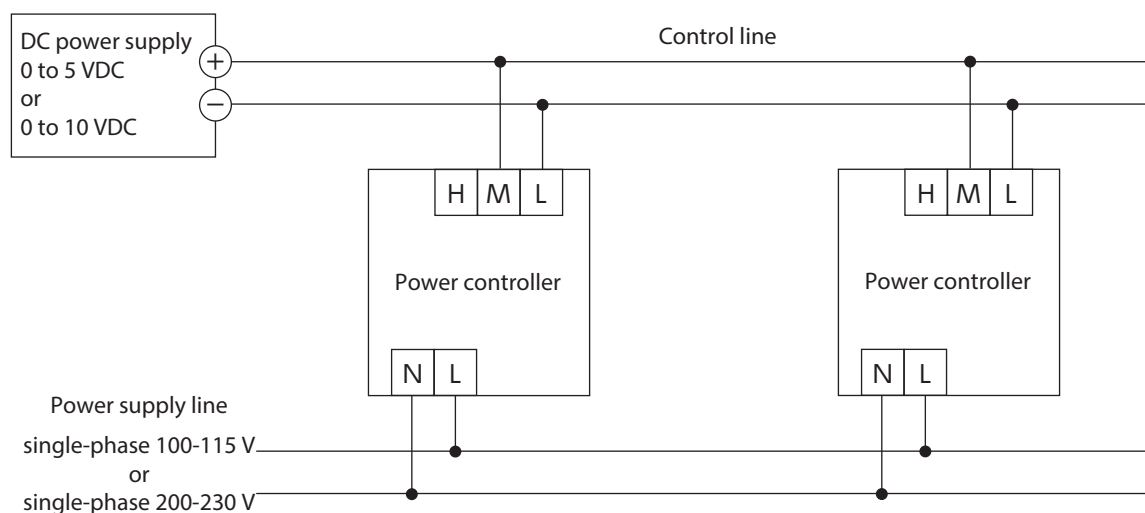 DC power supply
0 to 5 VDC
or
0 to 10 VDC
+
−
Control line
H M L
H M L
Power controller
Power controller
N L
N L
Power supply line
single-phase 100-115 V
or
single-phase 200-230 V